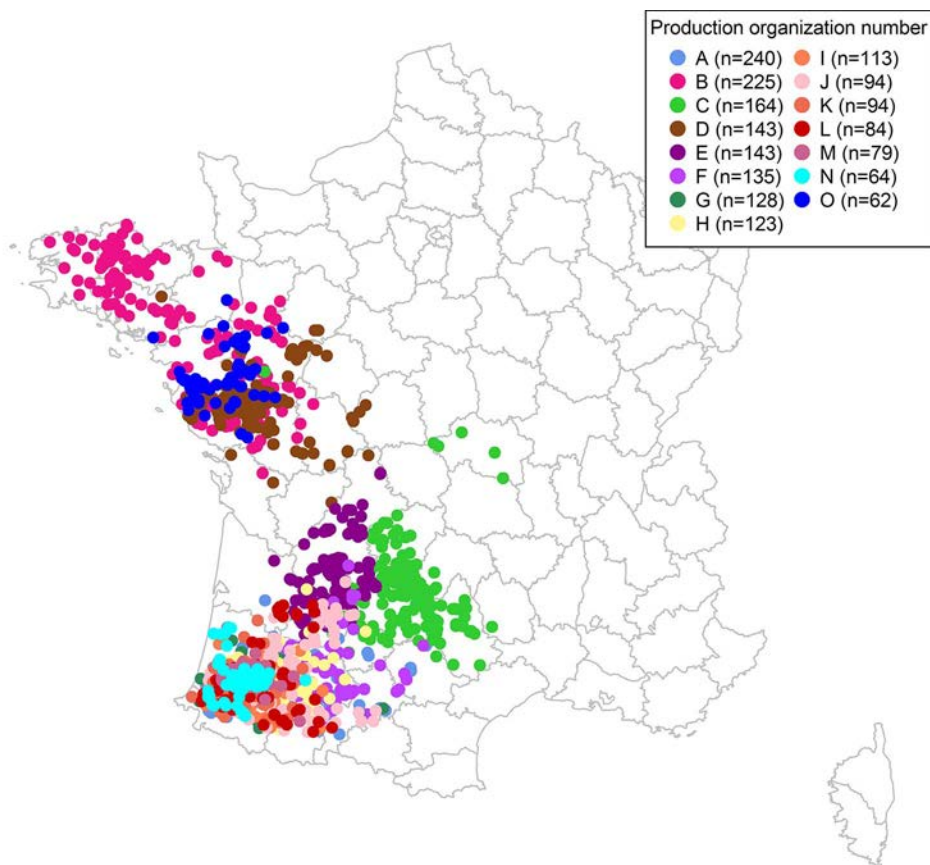 Production organization number
A (n=240) I (n=113)
B (n=225) J (n=94)
C (n=164) K (n=94)
D (n=143) L (n=84)
E (n=143) M (n=79)
F (n=135) N (n=64)
G (n=128) O (n=62)
H (n=123)